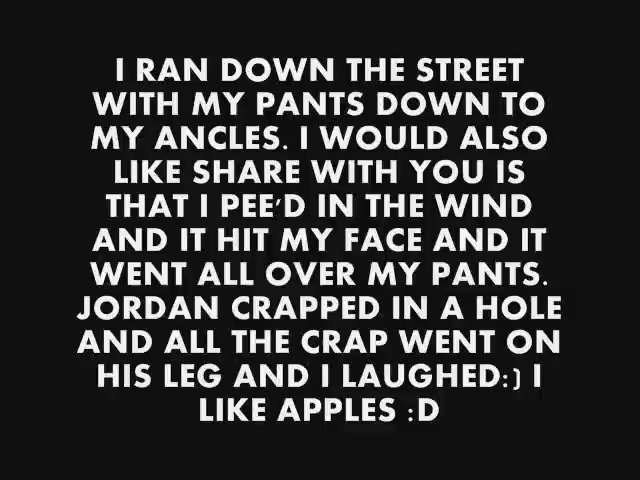 I RAN DOWN THE STREET
WITH MY PANTS DOWN TO
MY ANCLES. I WOULD ALSO
LIKE SHARE WITH YOU IS
THAT I PEE'D IN THE WIND
AND IT HIT MY FACE AND IT
WENT ALL OVER MY PANTS.
JORDAN CRAPPED IN A HOLE
AND ALL THE CRAP WENT ON
HIS LEG AND I LAUGHED:) I
LIKE APPLES :D